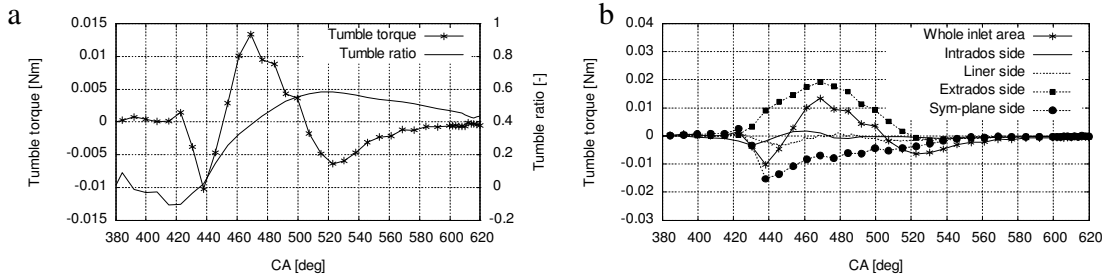 a
Tumble torque [Nm]
0.015
0.01
0.005
0
-0.005
-0.01
-0.015
380 400 420 440 460 480 500 520 540 560 580 600 620
CA [deg]
Tumble torque
Tumble ratio
1
0.8
0.6
0.4
0.2
0
-0.2
Tumble ratio [-]
b
Tumble torque [Nm]
0.04
0.03
0.02
0.01
0
-0.01
-0.02
-0.03
380 400 420 440 460 480 500 520 540 560 580 600 620
CA [deg]
Whole inlet area
Intrados side
Liner side
Extrados side
Sym-plane side